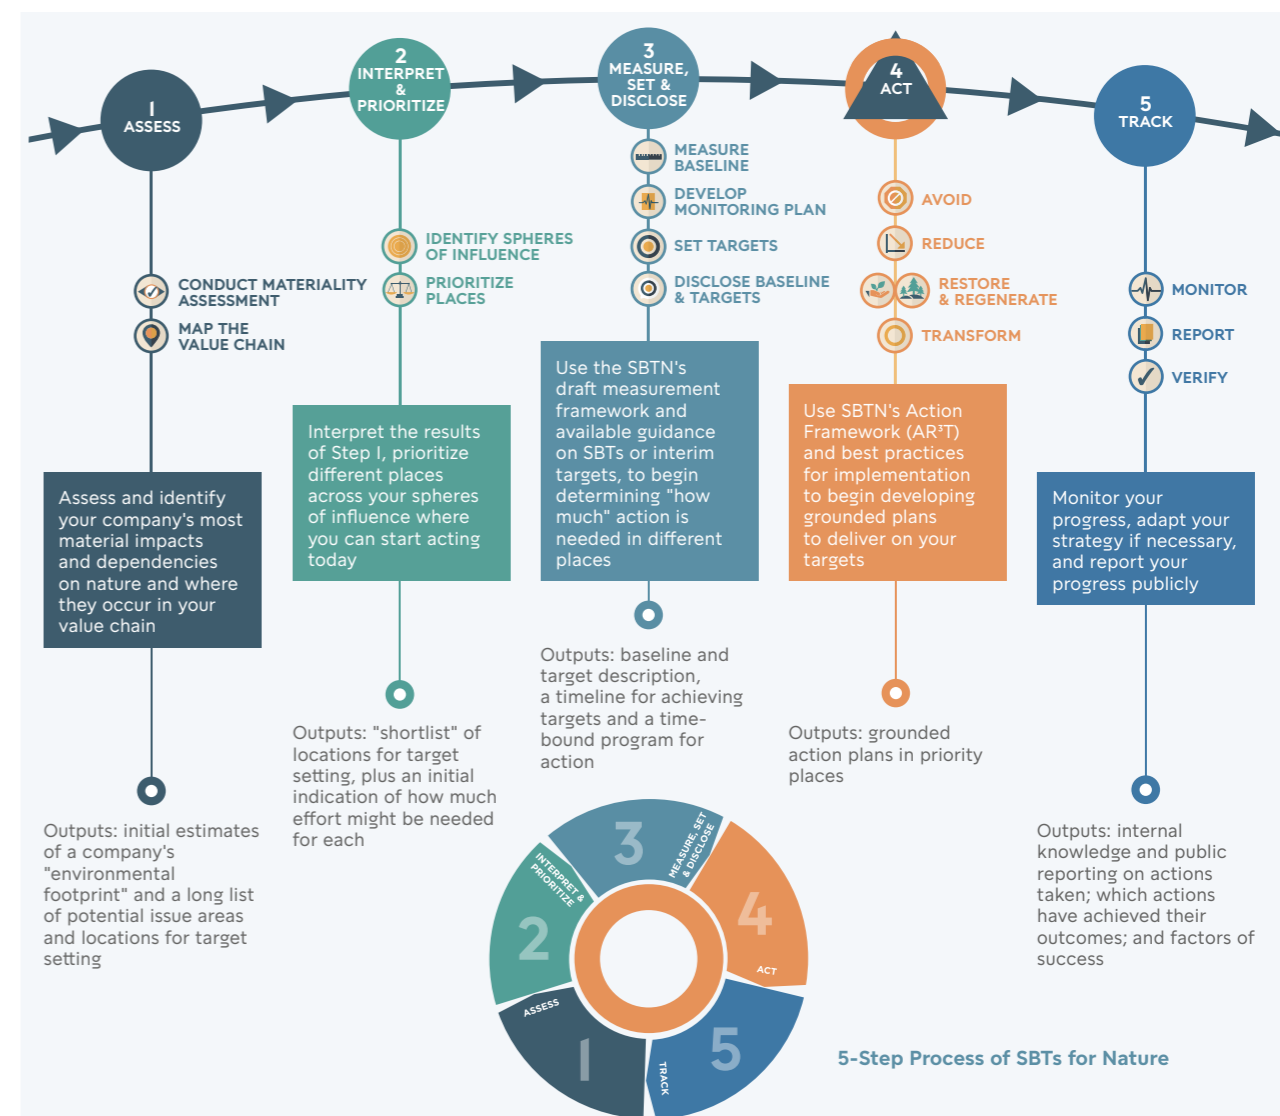 1
ASSESS
CONDUCT MATERIALITY
ASSESSMENT
MAP THE
VALUE CHAIN
Assess and identify
your company's most
material impacts
and dependencies
on nature and where
they occur in your
value chain
Outputs: initial estimates
of a company's
"environmental
footprint" and a long list
of potential issue areas
and locations for target
setting
2
INTERPRET
&
PRIORITIZE
IDENTIFY SPHERES
OF INFLUENCE
PRIORITIZE
PLACES
Interpret the results
of Step 1, prioritize
different places
across your spheres
of influence where
you can start acting
today
Outputs: "shortlist" of
locations for target
setting, plus an initial
indication of how much
effort might be needed
for each
3
MEASURE,
SET &
DISCLOSE
MEASURE
BASELINE
DEVELOP
MONITORING PLAN
SET TARGETS
DISCLOSE BASELINE
& TARGETS
Use the SBTN's
draft measurement
framework and
available guidance
on SBTs or interim
targets, to begin
determining "how
much" action is
needed in different
places
Outputs: baseline and
target description,
a timeline for achieving
targets and a time-
bound program for
action
4
ACT
AVOID
REDUCE
RESTORE
& REGENERATE
TRANSFORM
Use SBTN's Action
Framework (AR³T)
and best practices
for implementation
to begin developing
grounded plans
to deliver on your
targets
Outputs: grounded
action plans in priority
places
5
TRACK
MONITOR
REPORT
VERIFY
Monitor your
progress, adapt your
strategy if necessary,
and report your
progress publicly
Outputs: internal
knowledge and public
reporting on actions
taken; which actions
have achieved their
outcomes; and factors of
success
1
ASSESS
2
INTERPRET &
PRIORITIZE
3
MEASURE, SET
& DISCLOSE
4
ACT
5
TRACK
5-Step Process of SBTs for Nature